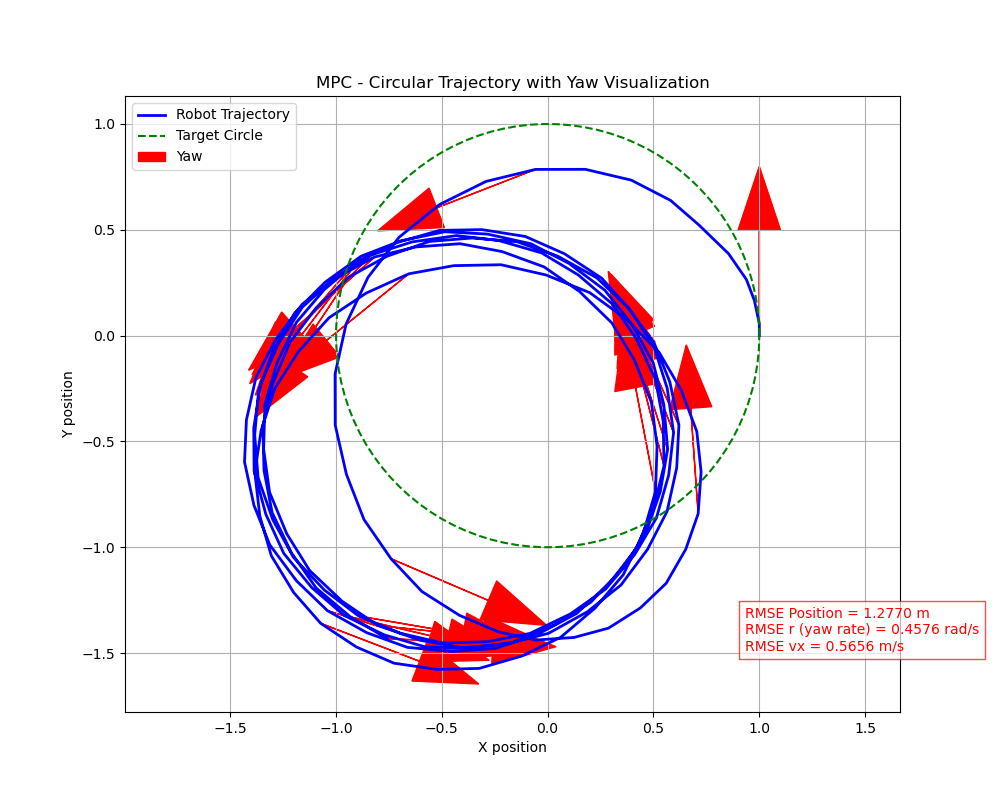 MPC - Circular Trajectory with Yaw Visualization
Robot Trajectory
Target Circle
Yaw
1.0
0.5
0.0
−0.5
−1.0
−1.5
Y position
RMSE Position = 1.2770 m
RMSE r (yaw rate) = 0.4576 rad/s
RMSE vx = 0.5656 m/s
−1.5 −1.0 −0.5 0.0 0.5 1.0 1.5
X position